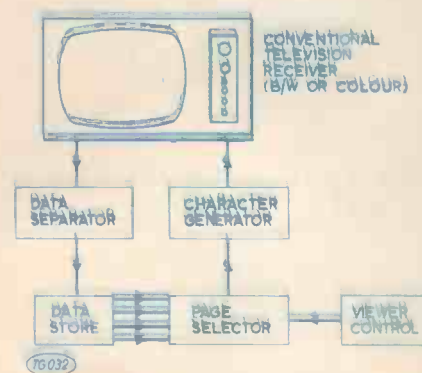 CONVENTIONAL
TELEVISION
RECEIVER
(B/W OR COLOUR)
DATA
SEPARATOR
CHARACTER
GENERATOR
DATA
STORE
PAGE
SELECTOR
VIEWER
CONTROL
TG032